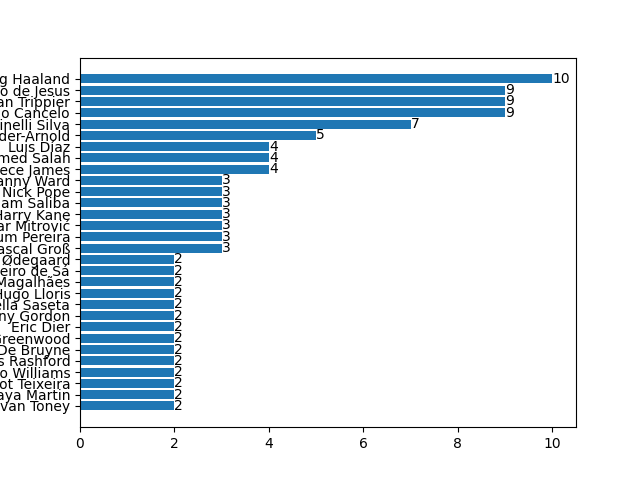 g Haaland 10
o de Jesus 9
an Trippier 9
o Cancelo 9
inelli Silva 7
der-Arnold 5
Luis Díaz 4
med Salah 4
ece James 4
anny Ward 3
Nick Pope 3
am Saliba 3
Harry Kane 3
ar Mitrović 3
um Pereira 3
ascal Groß 3
Ødegaard 2
eiro de Sá 2
Magalhães 2
Hugo Lloris 2
ella Saseta 2
ny Gordon 2
Eric Dier 2
Greenwood 2
De Bruyne 2
s Rashford 2
o Williams 2
ot Teixeira 2
aya Martin 2
Ivan Toney 2
0 2 4 6 8 10